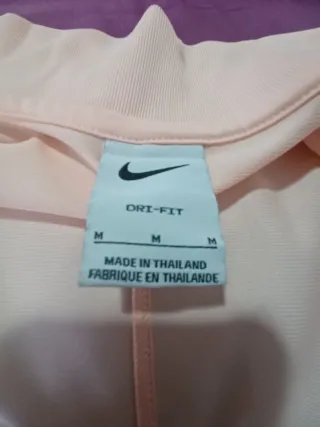 DRI-FIT
M M M
MADE IN THAILAND
FABRIQUE EN THAILANDE